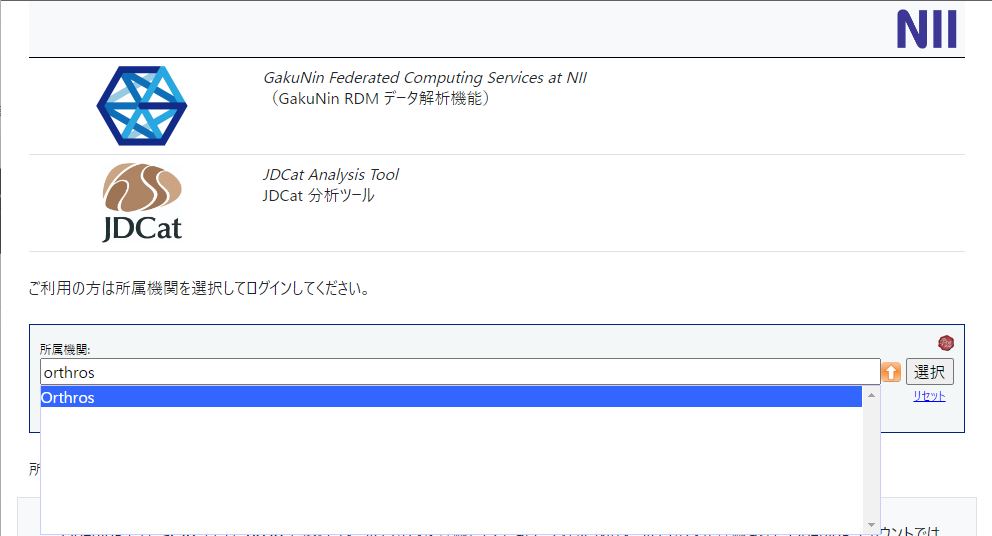 NII
GakuNin Federated Computing Services at NII
（GakuNin RDM データ解析機能）
JDCat
JDCat Analysis Tool
JDCat 分析ツール
ご利用の方は所属機関を選択してログインしてください。
所属機関:
orthros
選択
Orthros
リセット
所
ウントでは